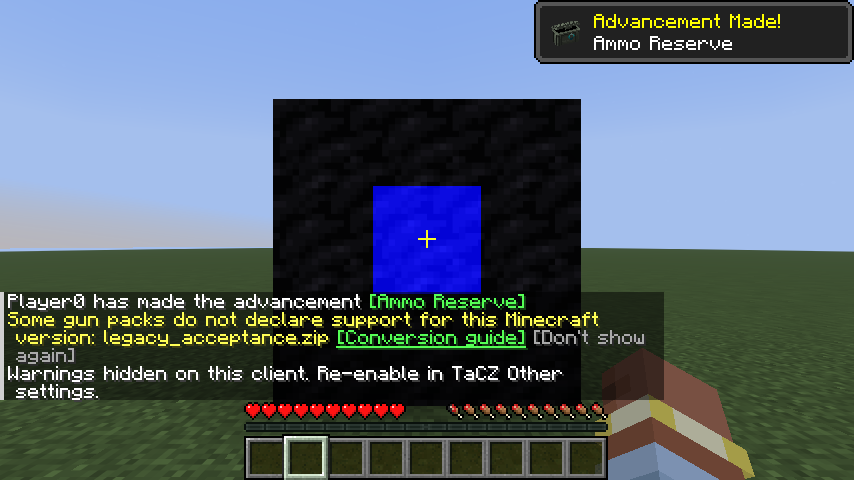 Advancement Made!
Ammo Reserve
Player0 has made the advancement [Ammo Reserve]
Some gun packs do not declare support for this Minecraft
version: legacy_acceptance.zip [Conversion guide] [Don't show
again]
Warnings hidden on this client. Re-enable in TaCZ Other
settings.